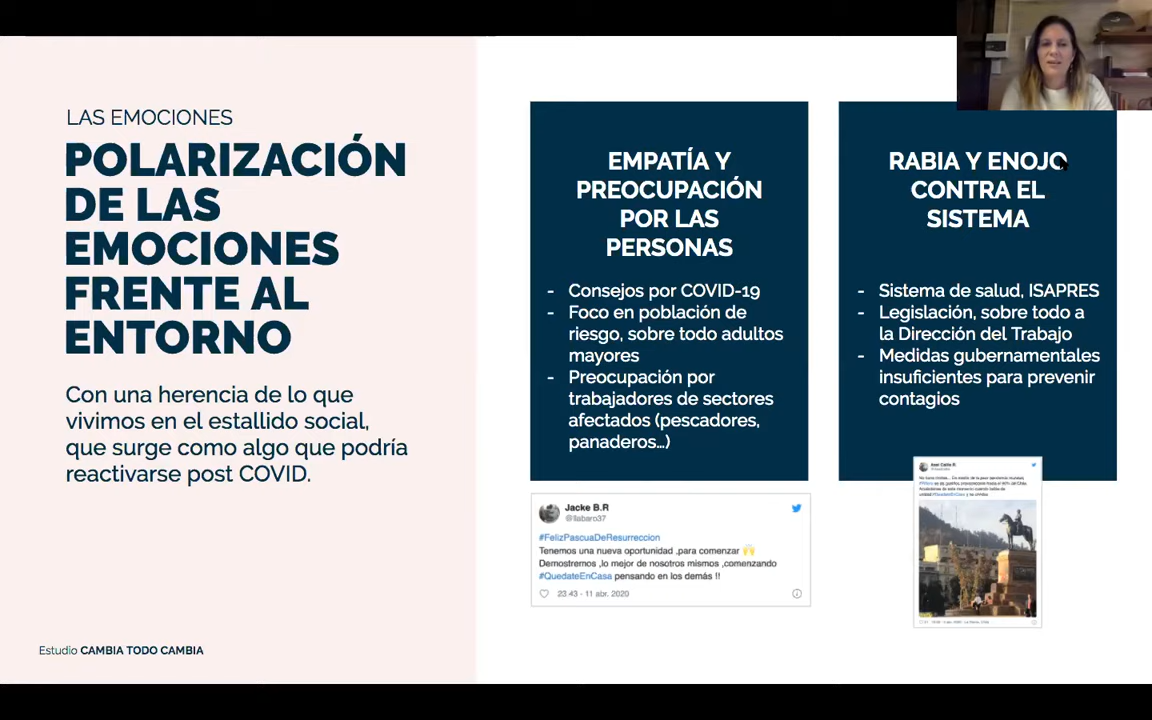 LAS EMOCIONES
POLARIZACIÓN
DE LAS
EMOCIONES
FRENTE AL
ENTORNO
Con una herencia de lo que
vivimos en el estallido social,
que surge como algo que podría
reactivarse post COVID.
Estudio CAMBIA TODO CAMBIA
EMPATÍA Y
PREOCUPACIÓN
POR LAS
PERSONAS
- Consejos por COVID-19
- Foco en población de
riesgo, sobre todo adultos
mayores
- Preocupación por
trabajadores de sectores
afectados (pescadores,
panaderos...)
Jacke B.R
@llabaro37
#FelizPascuaDeResurreccion
Tenemos una nueva oportunidad ,para comenzar 🙌
Demostremos ,lo mejor de nosotros mismos ,comenzando
#QuedateEnCasa pensando en los demás !!
23:43 - 11 abr. 2020
RABIA Y ENOJO
CONTRA EL
SISTEMA
- Sistema de salud, ISAPRES
- Legislación, sobre todo a
la Dirección del Trabajo
- Medidas gubernamentales
insuficientes para prevenir
contagios
#QuedateEnCasa